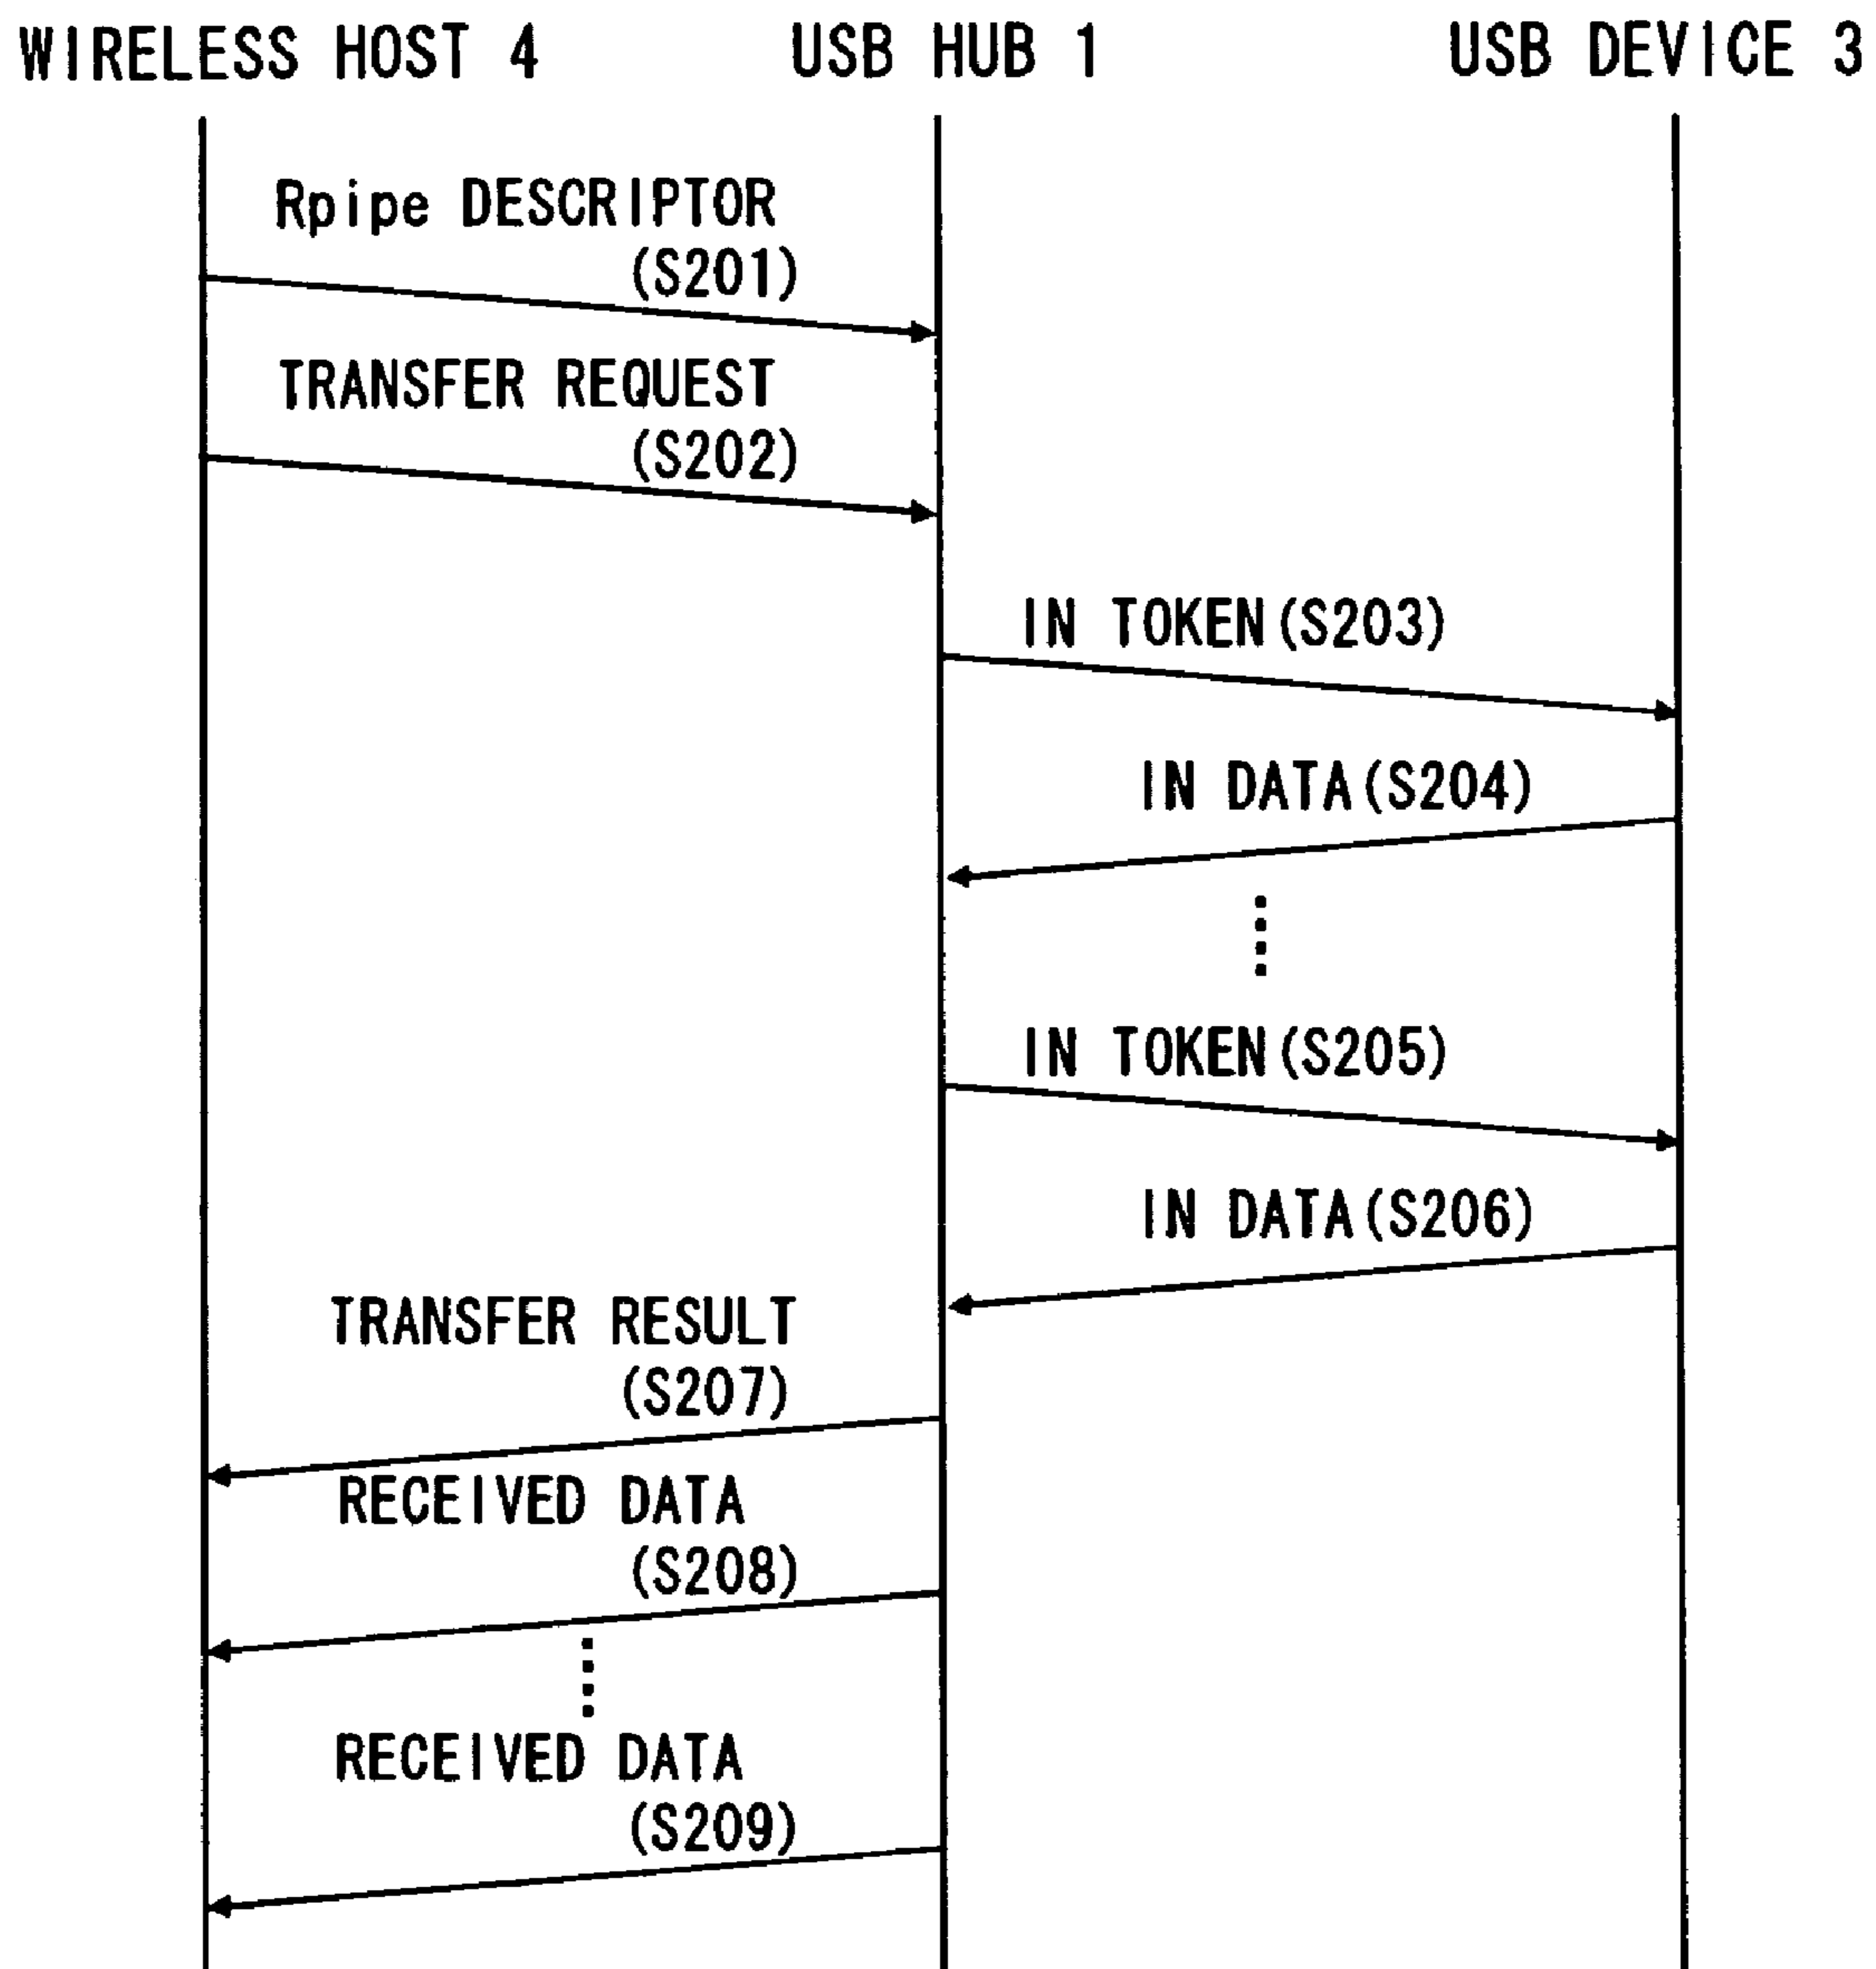 WIRELESS HOST 4 USB HUB 1 USB DEVICE 3
Rpipe DESCRIPTOR
(S201)
TRANSFER REQUEST
(S202)
IN TOKEN(S203)
IN DATA(S204)
IN TOKEN(S205)
IN DATA(S206)
TRANSFER RESULT
(S207)
RECEIVED DATA
(S208)
RECEIVED DATA
(S209)